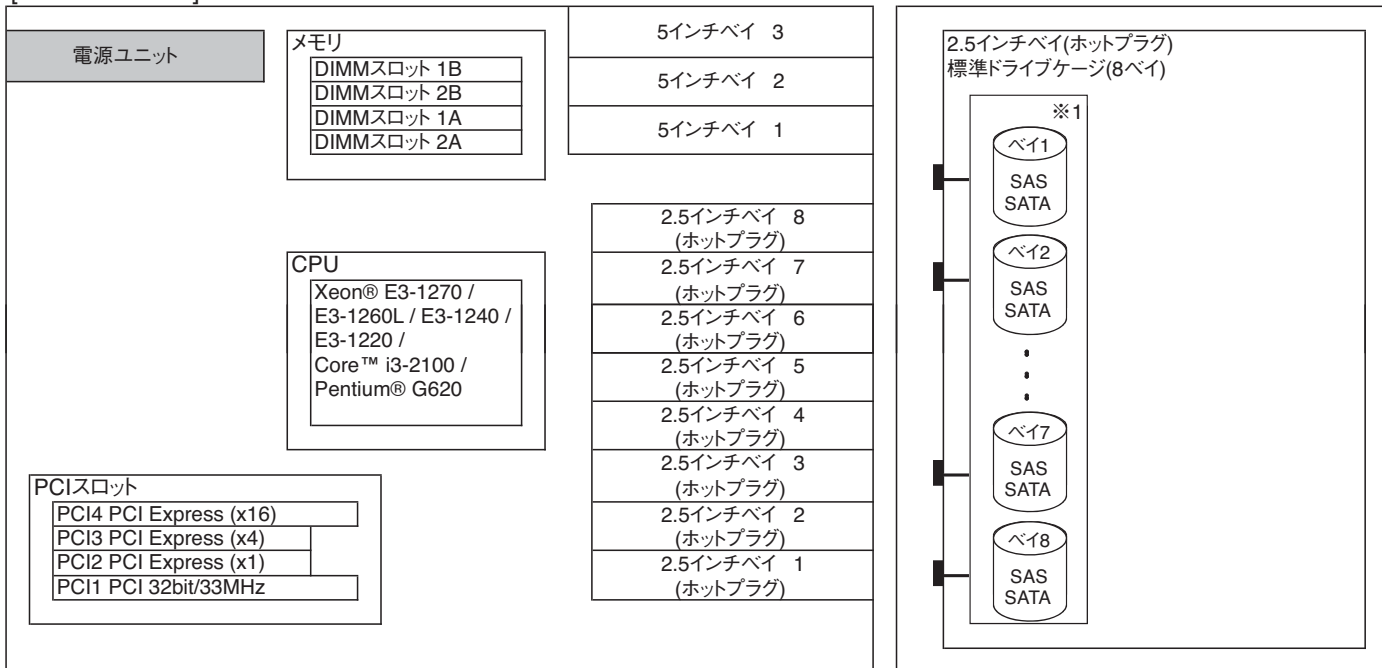 電源ユニット
メモリ
DIMMスロット 1B
DIMMスロット 2B
DIMMスロット 1A
DIMMスロット 2A
5インチベイ 3
5インチベイ 2
5インチベイ 1
CPU
Xeon® E3-1270 /
E3-1260L / E3-1240 /
E3-1220 /
Core™ i3-2100 /
Pentium® G620
2.5インチベイ 8
(ホットプラグ)
2.5インチベイ 7
(ホットプラグ)
2.5インチベイ 6
(ホットプラグ)
2.5インチベイ 5
(ホットプラグ)
2.5インチベイ 4
(ホットプラグ)
2.5インチベイ 3
(ホットプラグ)
2.5インチベイ 2
(ホットプラグ)
2.5インチベイ 1
(ホットプラグ)
PCIスロット
PCI4 PCI Express (x16)
PCI3 PCI Express (x4)
PCI2 PCI Express (x1)
PCI1 PCI 32bit/33MHz
2.5インチベイ(ホットプラグ)
標準ドライブケージ(8ベイ)
※1
ベイ1
SAS
SATA
ベイ2
SAS
SATA
ベイ7
SAS
SATA
ベイ8
SAS
SATA